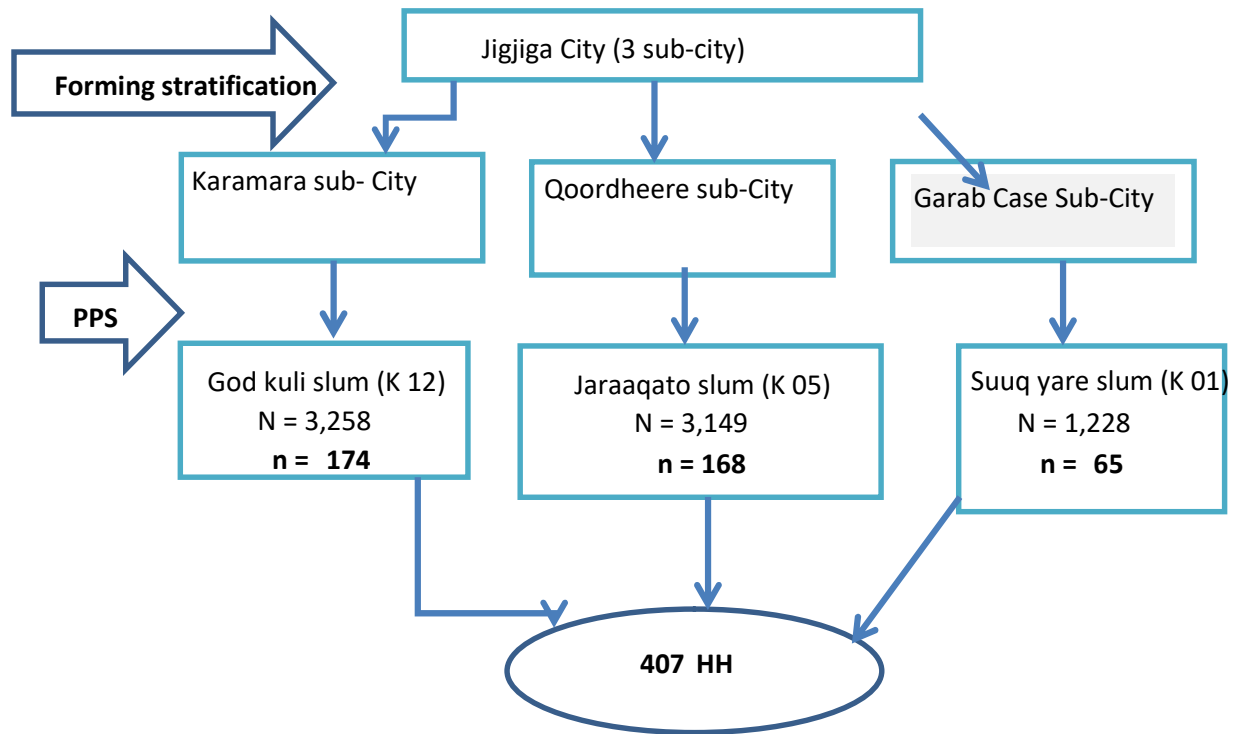 Jigjiga City (3 sub-city)
Forming stratification
Karamara sub- City
Qoordheere sub-City
Garab Case Sub-City
PPS
God kuli slum (K 12)
N = 3,258
n = 174
Jaraaqato slum (K 05)
N = 3,149
n = 168
Suuq yare slum (K 01)
N = 1,228
n = 65
407 HH